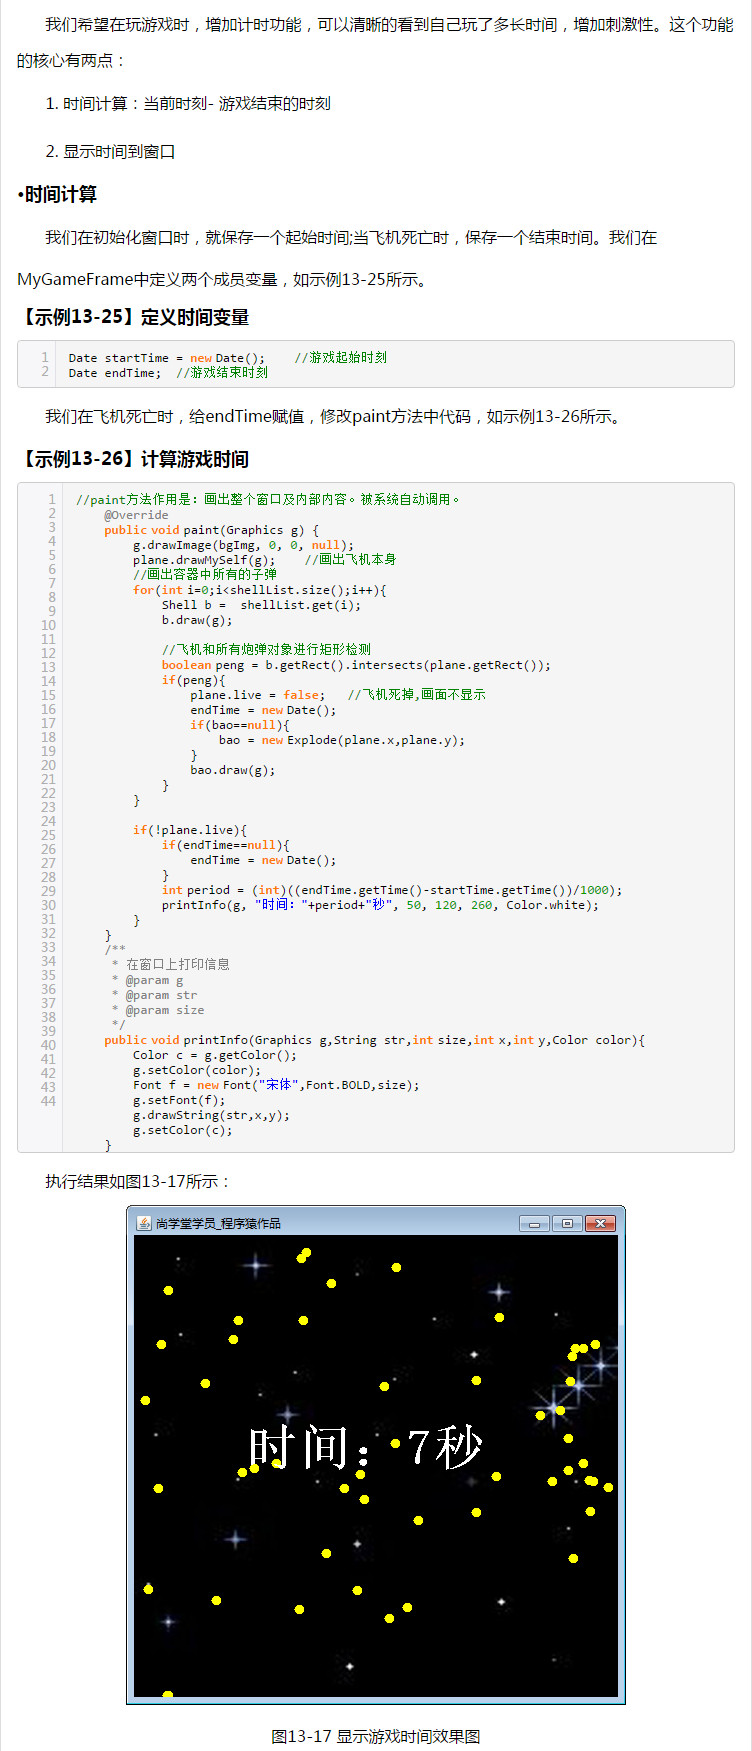 我们希望在玩游戏时，增加计时功能，可以清晰的看到自己玩了多长时间，增加刺激性。这个功能
的核心有两点：
1. 时间计算：当前时刻- 游戏结束的时刻
2. 显示时间到窗口
•时间计算
我们在初始化窗口时，就保存一个起始时间;当飞机死亡时，保存一个结束时间。我们在
MyGameFrame中定义两个成员变量，如示例13-25所示。
【示例13-25】定义时间变量
1 Date startTime = new Date();    //游戏起始时刻
2 Date endTime;  //游戏结束时刻
我们在飞机死亡时，给endTime赋值，修改paint方法中代码，如示例13-26所示。
【示例13-26】计算游戏时间
1 //paint方法作用是：画出整个窗口及内部内容。被系统自动调用。
2     @Override
3     public void paint(Graphics g) {
4         g.drawImage(bgImg, 0, 0, null);
5         plane.drawMySelf(g);    //画出飞机本身
6         //画出容器中所有的子弹
7         for(int i=0;i<shellList.size();i++){
8             Shell b =  shellList.get(i);
9             b.draw(g);
10
11             //飞机和所有炮弹对象进行矩形检测
12             boolean peng = b.getRect().intersects(plane.getRect());
13             if(peng){
14                 plane.live = false;   //飞机死掉,画面不显示
15                 endTime = new Date();
16                 if(bao==null){
17                     bao = new Explode(plane.x,plane.y);
18                 }
19                 bao.draw(g);
20             }
21         }
22
23         if(!plane.live){
24             if(endTime==null){
25                 endTime = new Date();
26             }
27             int period = (int)((endTime.getTime()-startTime.getTime())/1000);
28             printInfo(g, "时间："+period+"秒", 50, 120, 260, Color.white);
29         }
30     }
31     /**
32      * 在窗口上打印信息
33      * @param g
34      * @param str
35      * @param size
36      */
37     public void printInfo(Graphics g,String str,int size,int x,int y,Color color){
38         Color c = g.getColor();
39         g.setColor(color);
40         Font f = new Font("宋体",Font.BOLD,size);
41         g.setFont(f);
42         g.drawString(str,x,y);
43         g.setColor(c);
44     }
执行结果如图13-17所示：
尚学堂学员_程序猿作品
时间：7秒
图13-17 显示游戏时间效果图